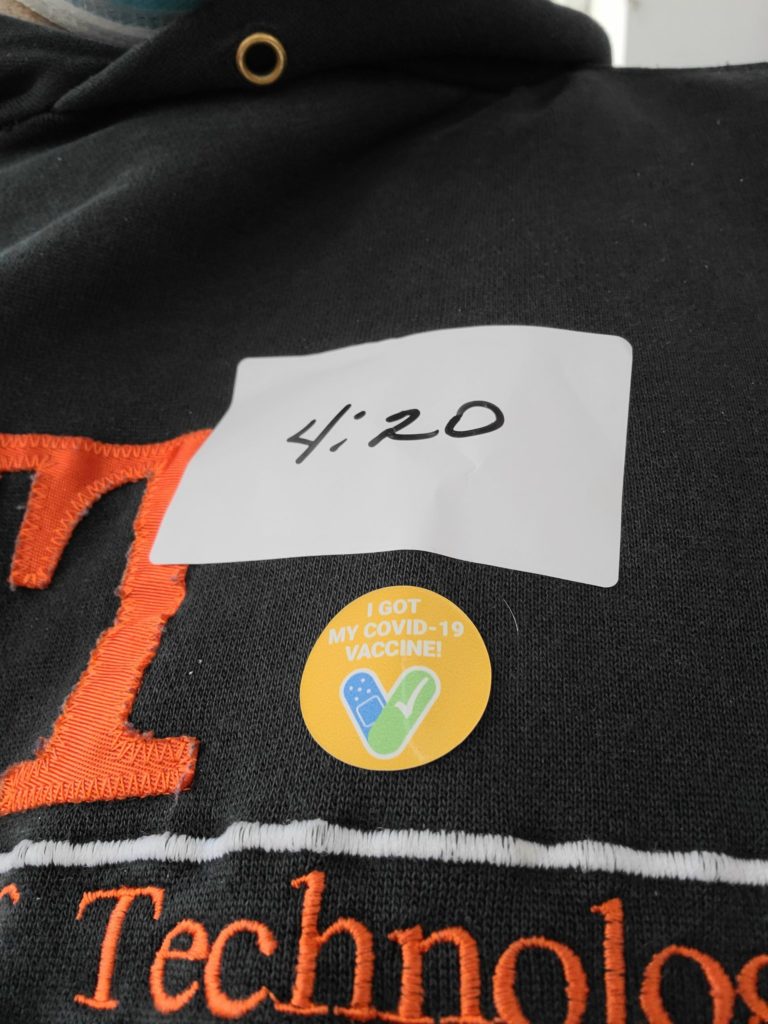 4:20
I GOT
MY COVID-19
VACCINE!
T
Technolo